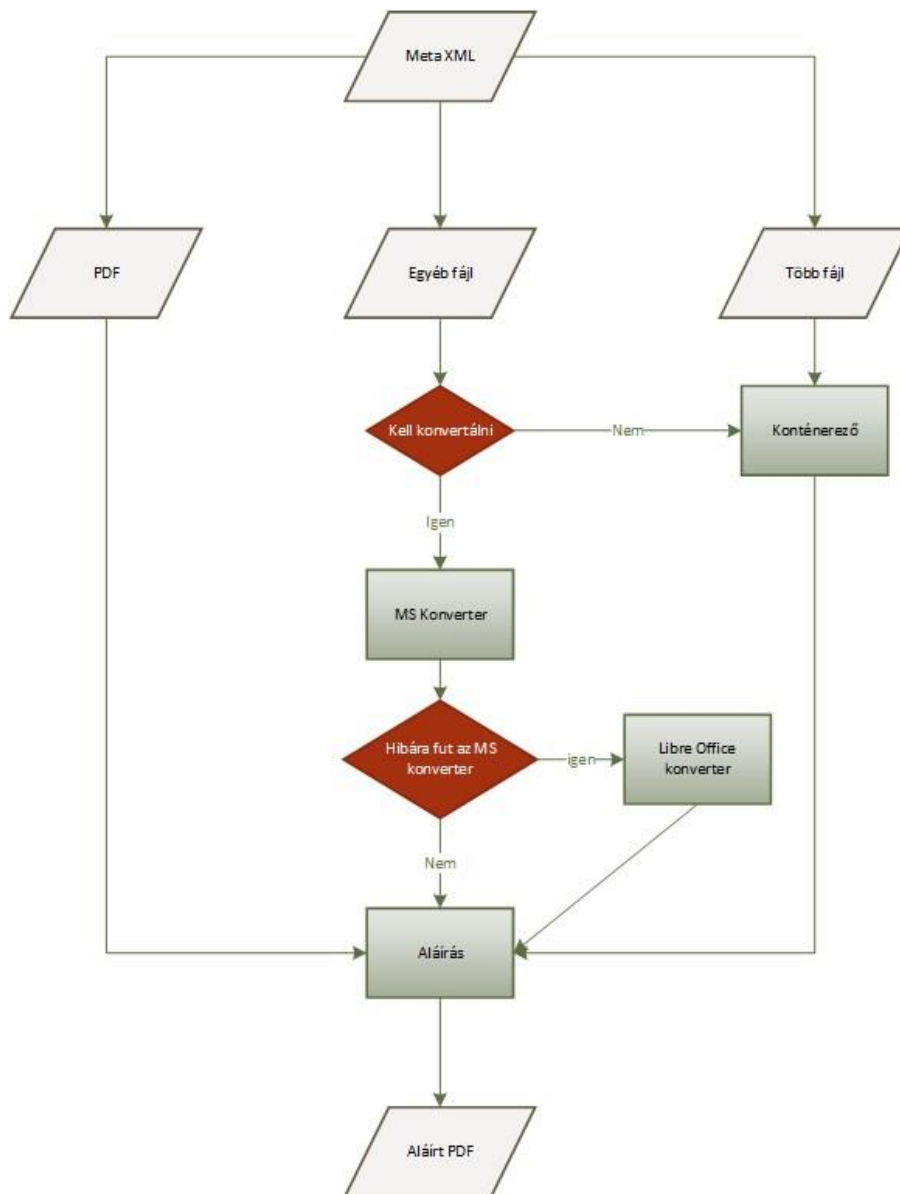 Meta XML
PDF
Egyéb fájl
Több fájl
Kell konvertálni
Nem
Konténerező
Igen
MS Konverter
Hibára fut az MS
konverter
igen
Libre Office
konverter
Nem
Aláírás
Aláírt PDF